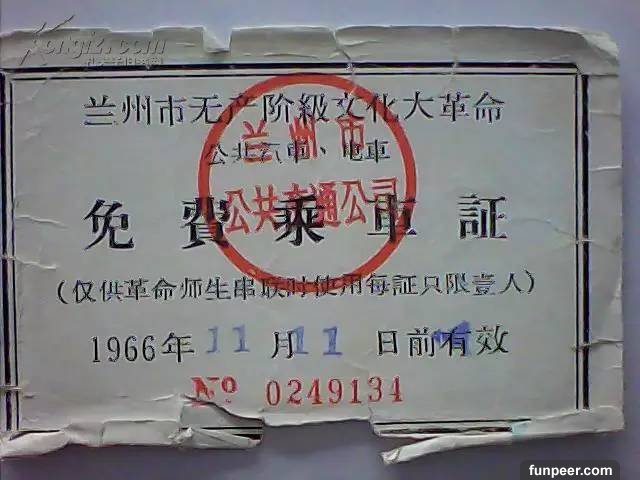 kongfz.com
兰州市无产阶級文化大革命
公共汽車、电車
免費乘車証
(仅供革命师生串联时使用每証只限壹人)
1966年11月11日前有效
№ 0249134
兰州市
公共交通公司
funpeer.com